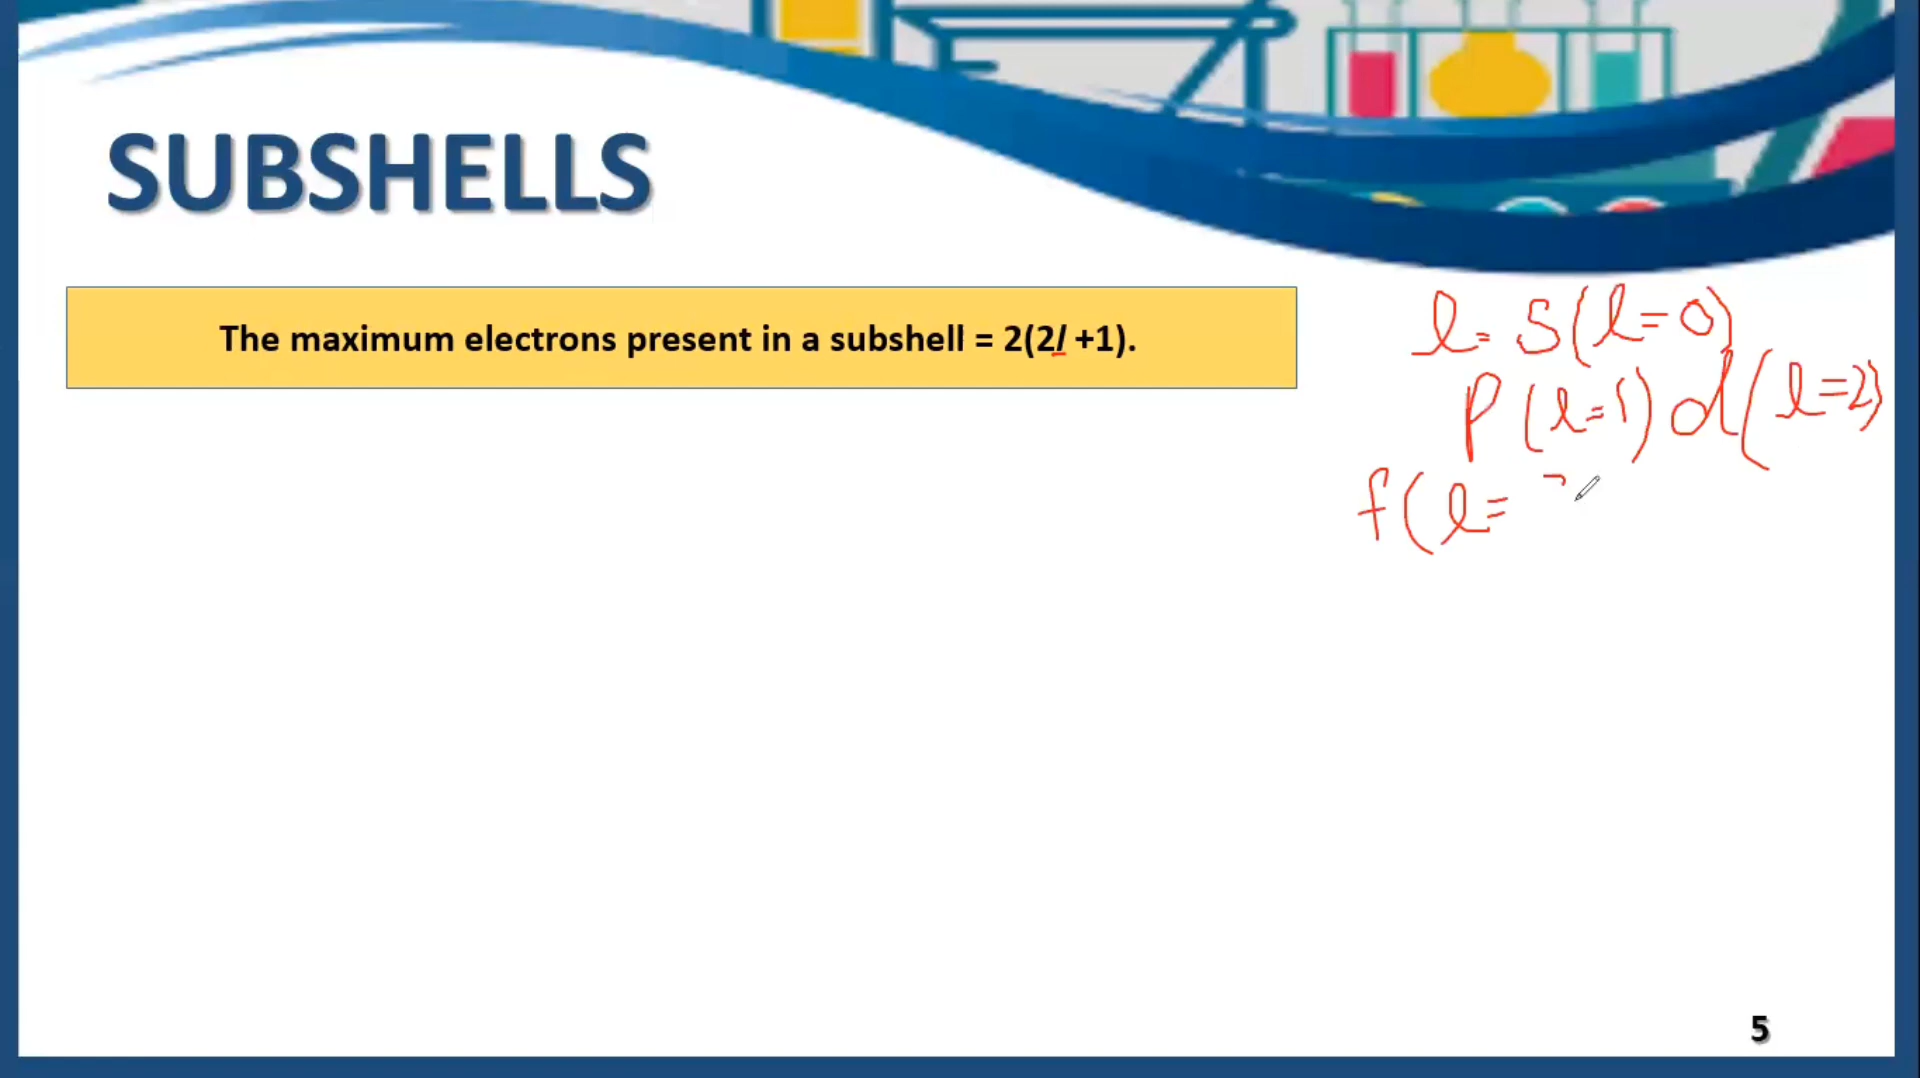 SUBSHELLS
The maximum electrons present in a subshell = 2(2l +1).
l = s(l=0)
p(l=1) d(l=2)
f(l=
5